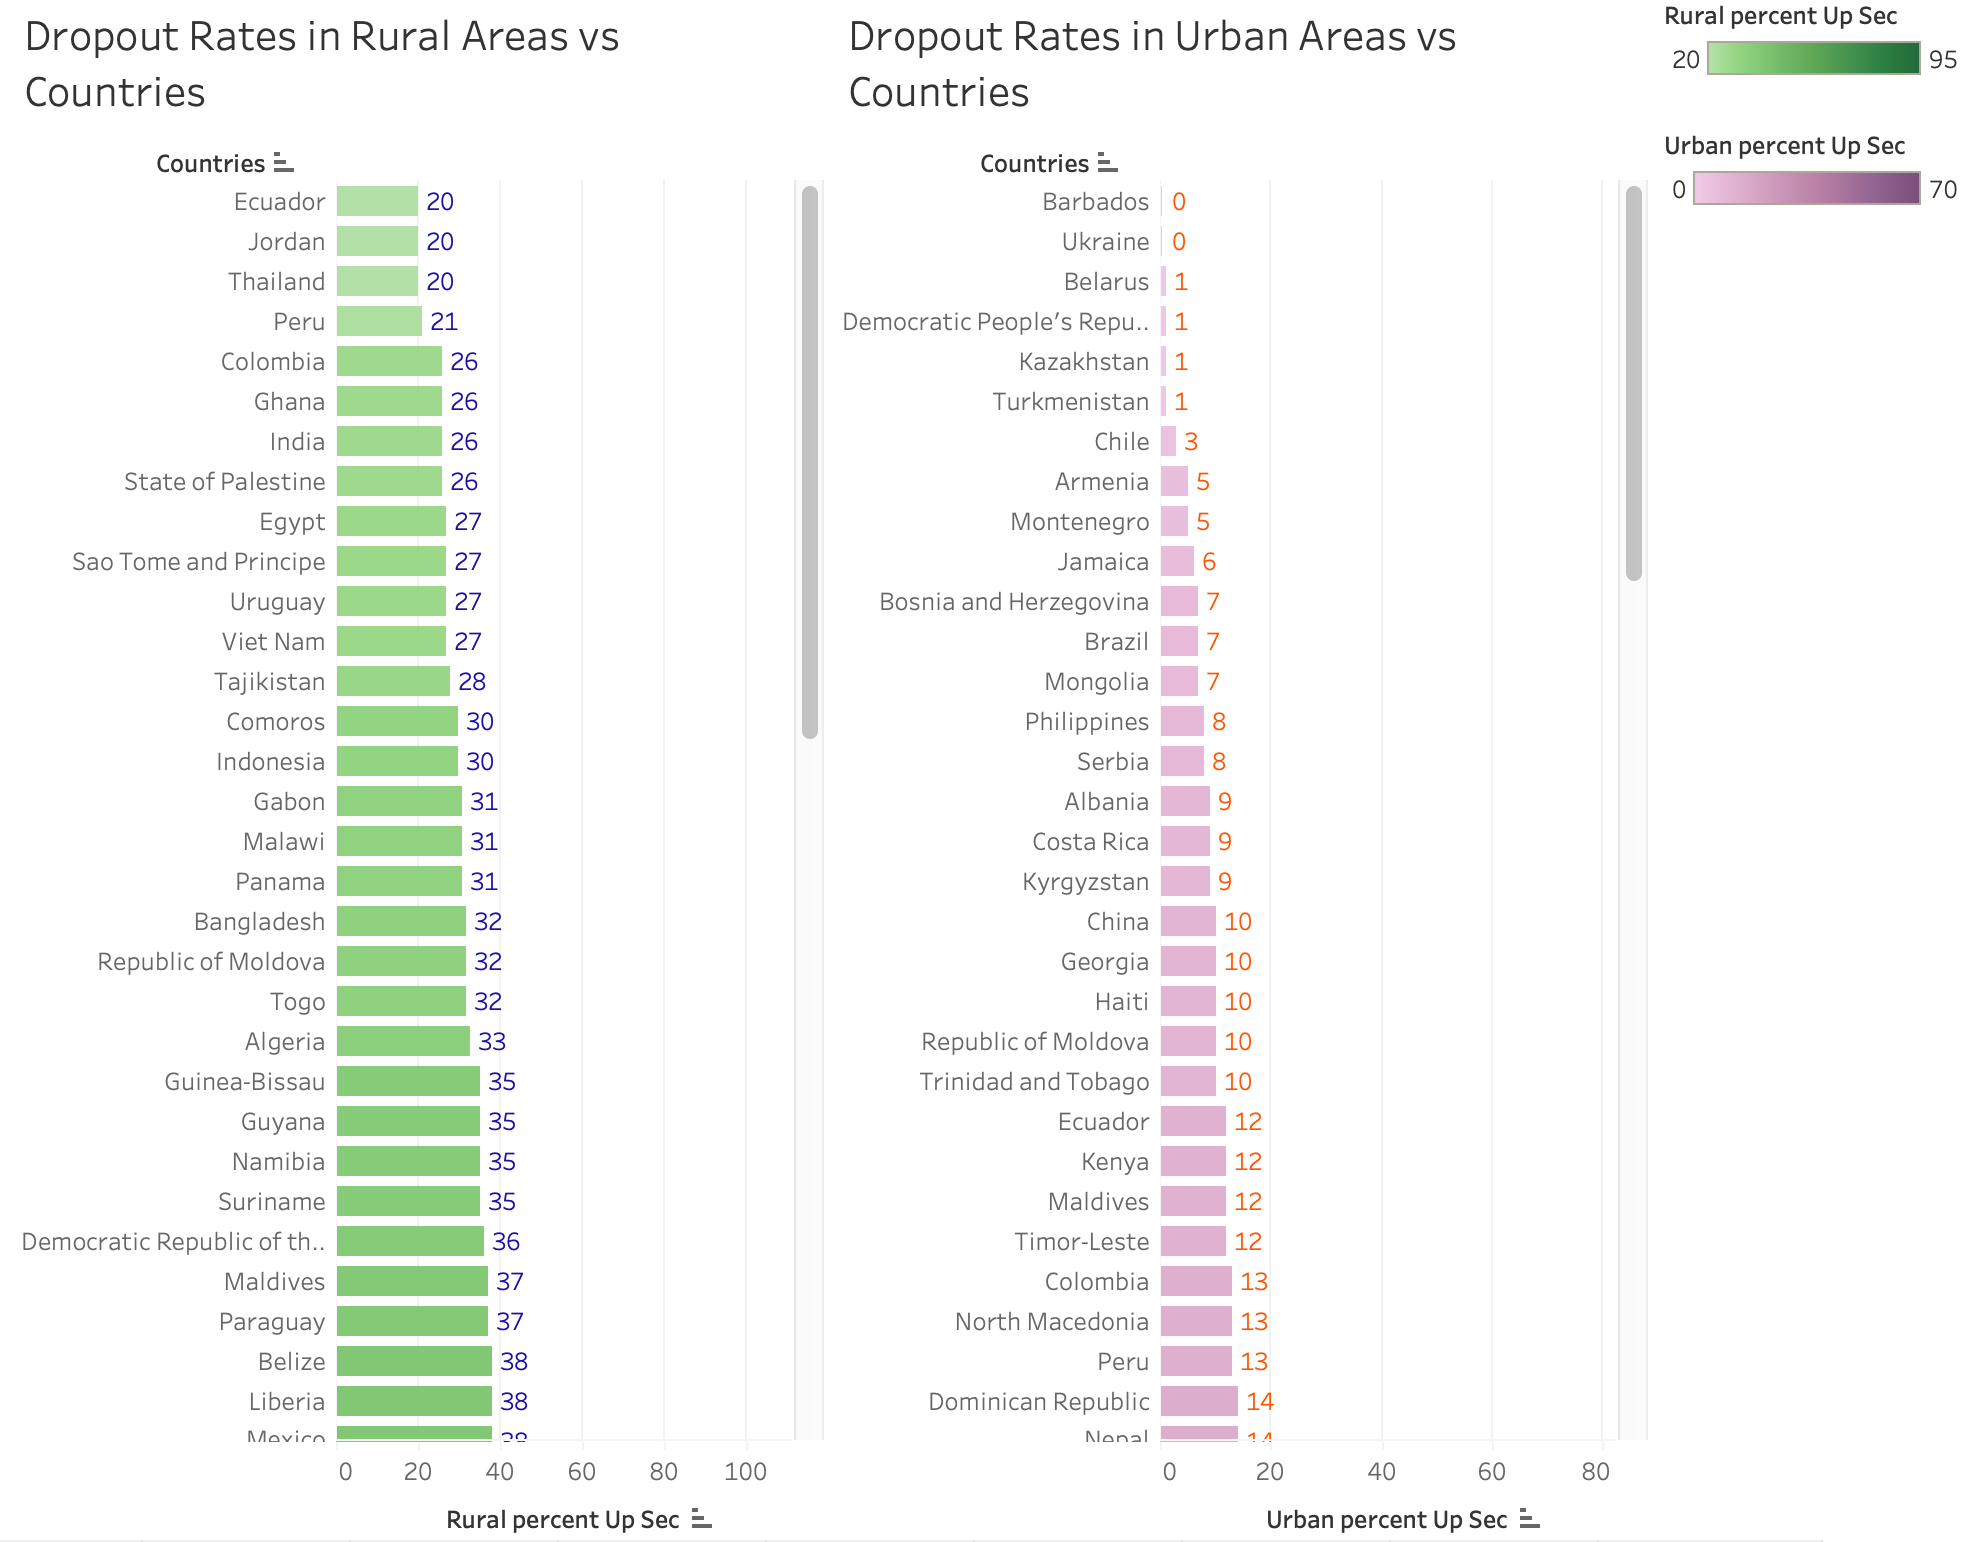 Dropout Rates in Rural Areas vs
Countries
Countries
Ecuador 20
Jordan 20
Thailand 20
Peru 21
Colombia 26
Ghana 26
India 26
State of Palestine 26
Egypt 27
Sao Tome and Principe 27
Uruguay 27
Viet Nam 27
Tajikistan 28
Comoros 30
Indonesia 30
Gabon 31
Malawi 31
Panama 31
Bangladesh 32
Republic of Moldova 32
Togo 32
Algeria 33
Guinea-Bissau 35
Guyana 35
Namibia 35
Suriname 35
Democratic Republic of th.. 36
Maldives 37
Paraguay 37
Belize 38
Liberia 38
Mexico 38
0 20 40 60 80 100
Rural percent Up Sec
Dropout Rates in Urban Areas vs
Countries
Countries
Barbados 0
Ukraine 0
Belarus 1
Democratic People’s Repu.. 1
Kazakhstan 1
Turkmenistan 1
Chile 3
Armenia 5
Montenegro 5
Jamaica 6
Bosnia and Herzegovina 7
Brazil 7
Mongolia 7
Philippines 8
Serbia 8
Albania 9
Costa Rica 9
Kyrgyzstan 9
China 10
Georgia 10
Haiti 10
Republic of Moldova 10
Trinidad and Tobago 10
Ecuador 12
Kenya 12
Maldives 12
Timor-Leste 12
Colombia 13
North Macedonia 13
Peru 13
Dominican Republic 14
Nepal 14
0 20 40 60 80
Urban percent Up Sec
Rural percent Up Sec
20 95
Urban percent Up Sec
0 70